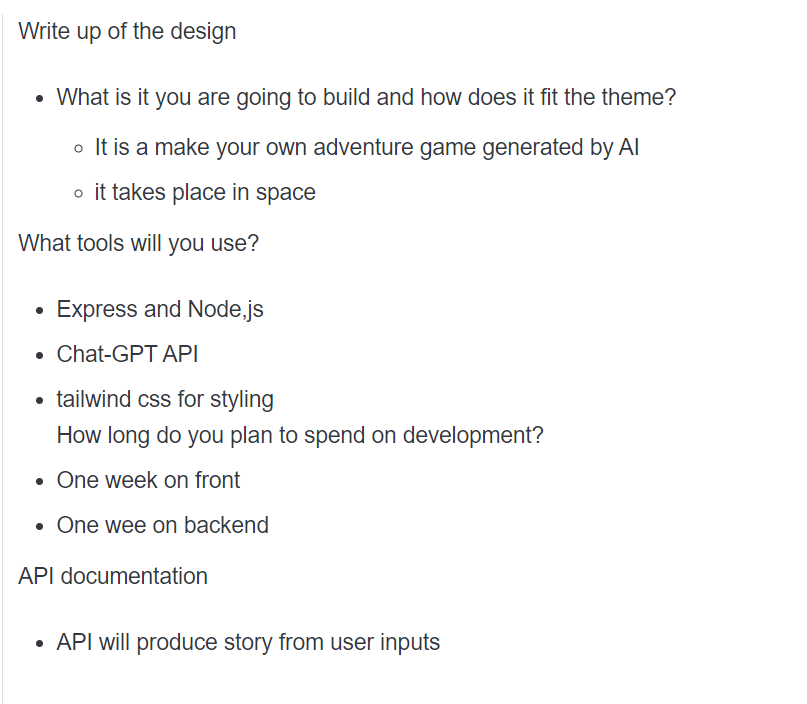 Write up of the design
What is it you are going to build and how does it fit the theme?
It is a make your own adventure game generated by AI
it takes place in space
What tools will you use?
Express and Node,js
Chat-GPT API
tailwind css for styling
How long do you plan to spend on development?
One week on front
One wee on backend
API documentation
API will produce story from user inputs